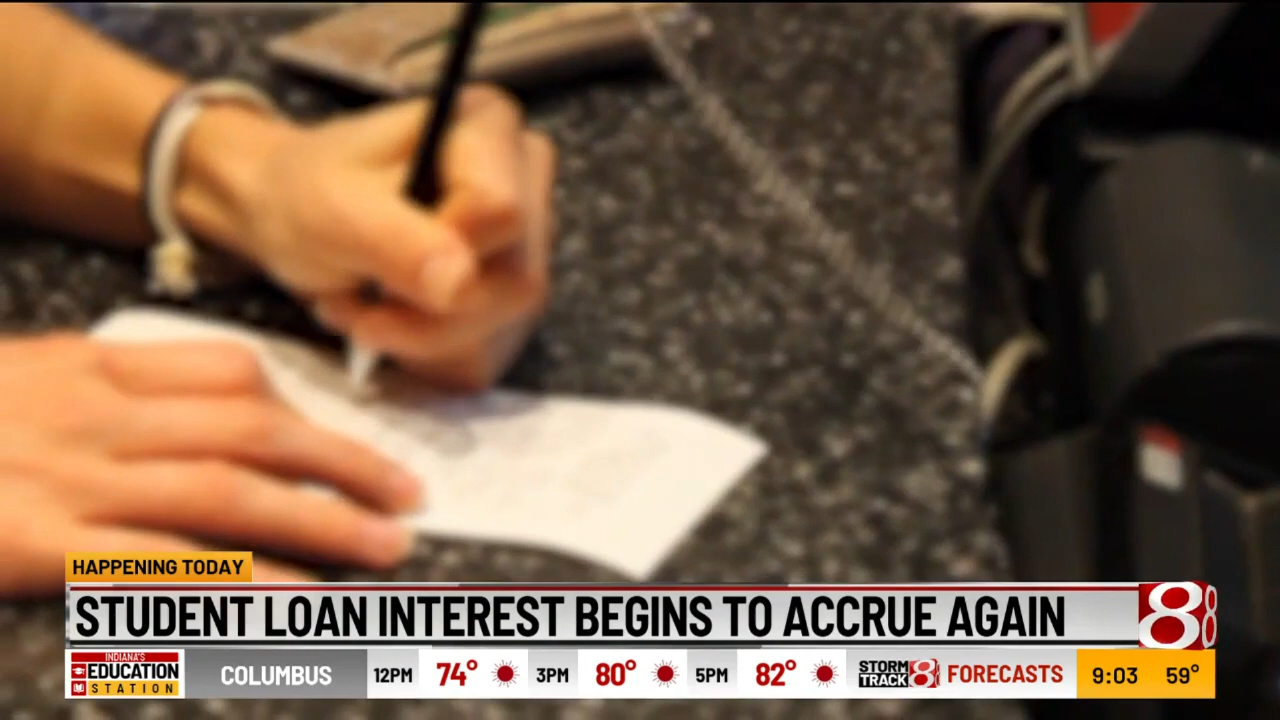 HAPPENING TODAY
STUDENT LOAN INTEREST BEGINS TO ACCRUE AGAIN
8
INDIANA'S
EDUCATION
STATION
COLUMBUS
12PM 74° 3PM 80° 5PM 82°
STORM
TRACK 8
FORECASTS
9:03 59°